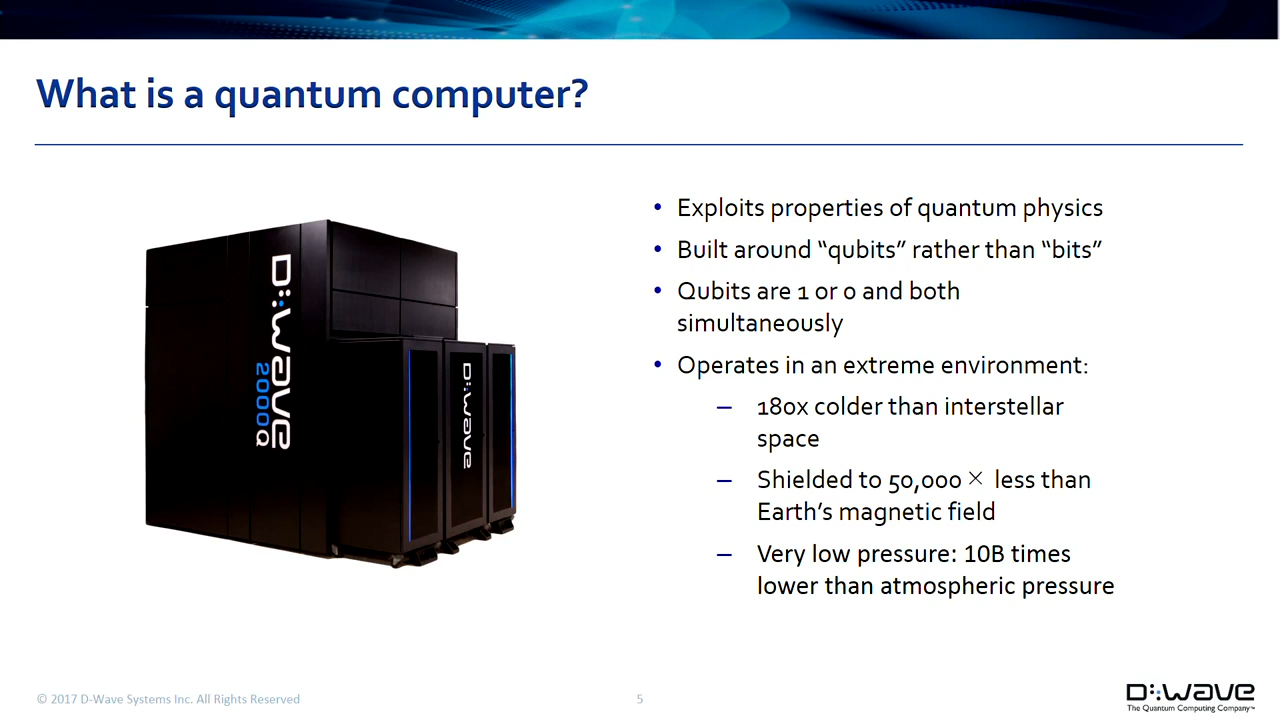 What is a quantum computer?
D:wave
2000Q
D:wave
• Exploits properties of quantum physics
• Built around “qubits” rather than “bits”
• Qubits are 1 or 0 and both
simultaneously
• Operates in an extreme environment:
– 180x colder than interstellar
space
– Shielded to 50,000× less than
Earth’s magnetic field
– Very low pressure: 10B times
lower than atmospheric pressure
© 2017 D-Wave Systems Inc. All Rights Reserved
5
D:wave
The Quantum Computing Company™